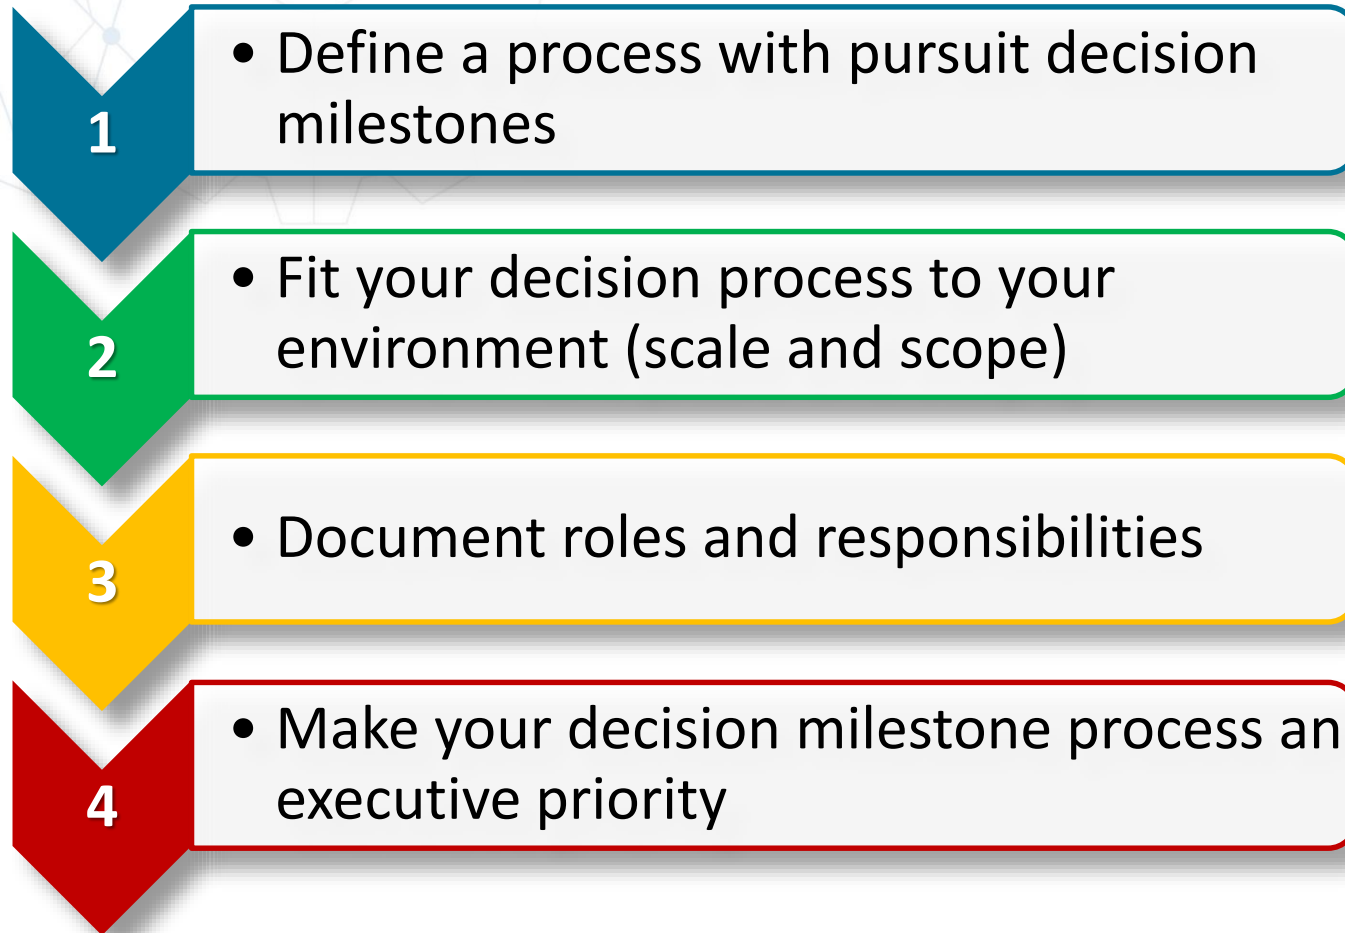 1
• Define a process with pursuit decision
milestones
2
• Fit your decision process to your
environment (scale and scope)
3
• Document roles and responsibilities
4
• Make your decision milestone process an
executive priority